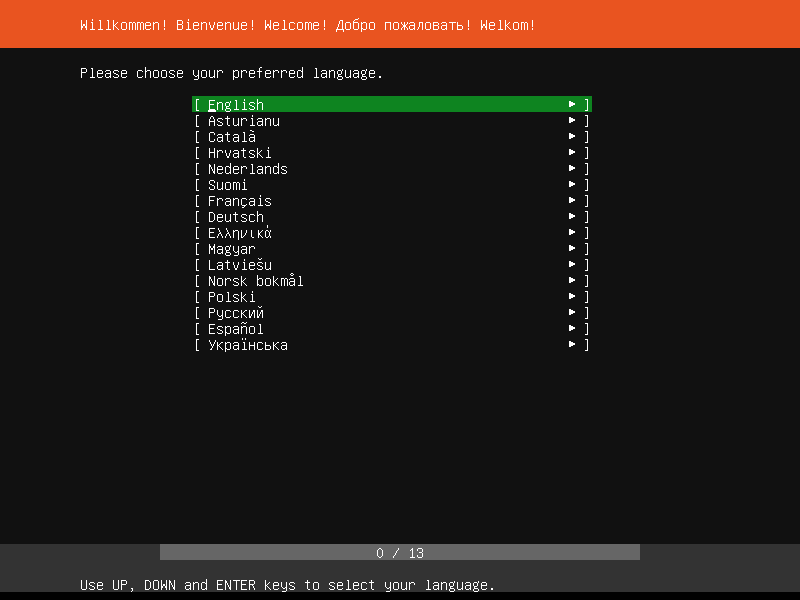 Willkommen! Bienvenue! Welcome! Добро пожаловать! Welkom!
Please choose your preferred language.
[ English ► ]
[ Asturianu ► ]
[ Català ► ]
[ Hrvatski ► ]
[ Nederlands ► ]
[ Suomi ► ]
[ Français ► ]
[ Deutsch ► ]
[ Ελληνικά ► ]
[ Magyar ► ]
[ Latviešu ► ]
[ Norsk bokmål ► ]
[ Polski ► ]
[ Русский ► ]
[ Español ► ]
[ Українська ► ]
0 / 13
Use UP, DOWN and ENTER keys to select your language.